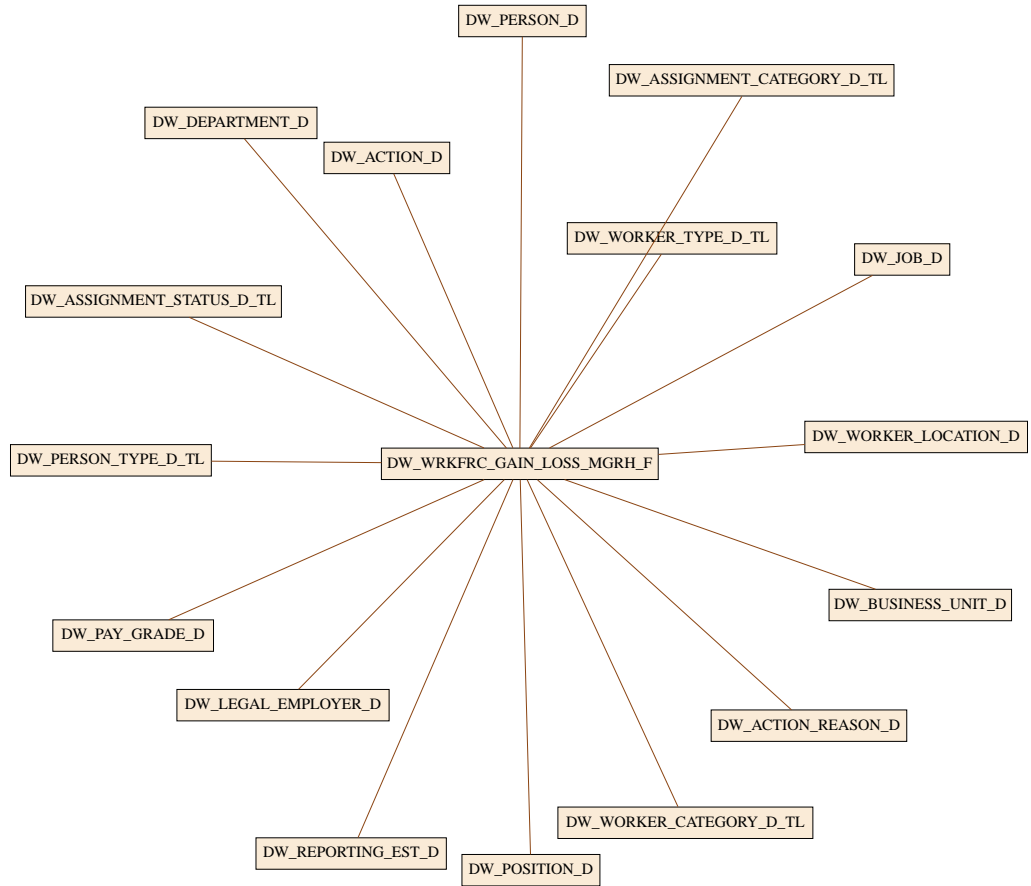 DW_PERSON_D
DW_ASSIGNMENT_CATEGORY_D_TL
DW_DEPARTMENT_D
DW_ACTION_D
DW_WORKER_TYPE_D_TL
DW_JOB_D
DW_ASSIGNMENT_STATUS_D_TL
DW_WORKER_LOCATION_D
DW_PERSON_TYPE_D_TL
DW_WRKFRC_GAIN_LOSS_MGRH_F
DW_BUSINESS_UNIT_D
DW_PAY_GRADE_D
DW_LEGAL_EMPLOYER_D
DW_ACTION_REASON_D
DW_WORKER_CATEGORY_D_TL
DW_REPORTING_EST_D
DW_POSITION_D